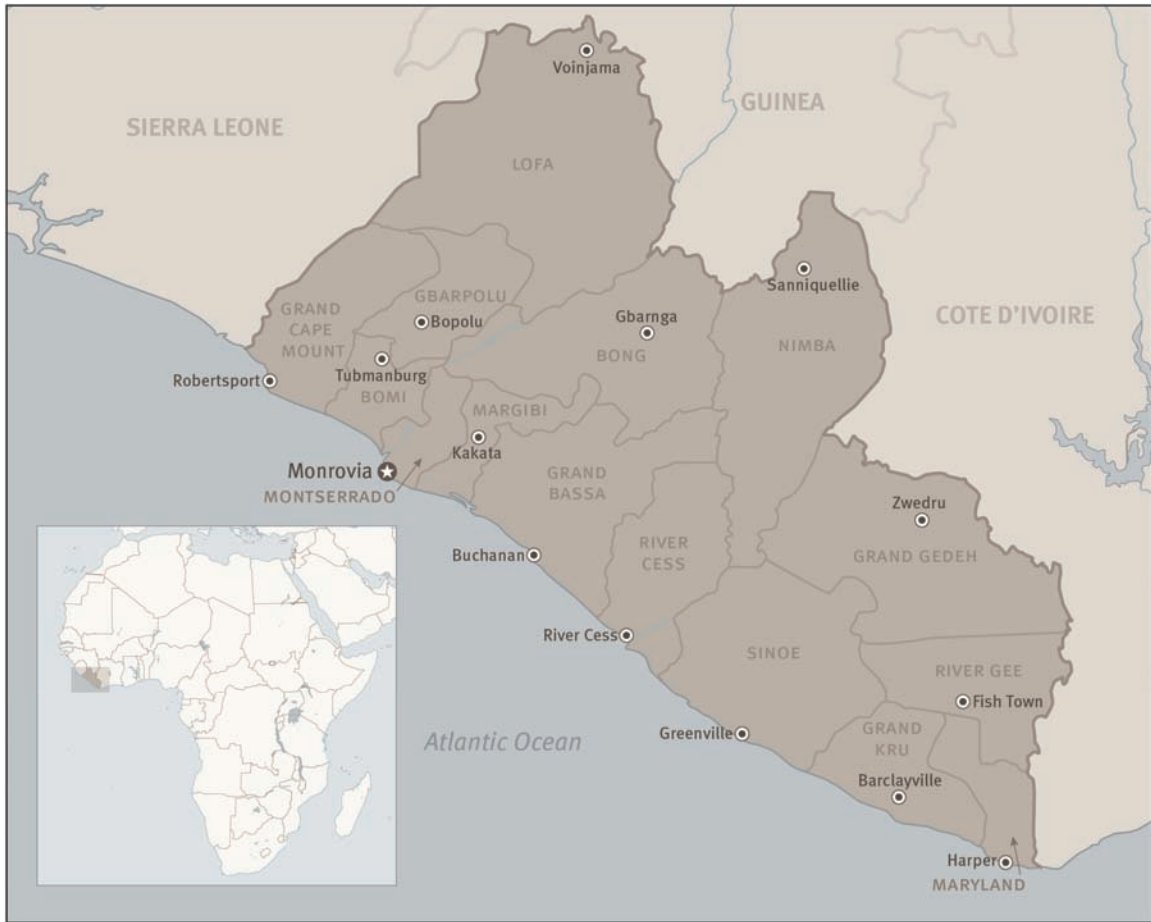 Voinjama
GUINEA
SIERRA LEONE
LOFA
Sanniquellie
GBARPOLU
GRAND
CAPE
MOUNT
Bopolu
Gbarnga
BONG
NIMBA
COTE D'IVOIRE
Robertsport
Tubmanburg
BOMI
MARGIBI
Kakata
Monrovia
MONTSERRADO
GRAND
BASSA
Zwedru
GRAND GEDEH
Buchanan
RIVER
CESS
River Cess
SINOE
RIVER GEE
Fish Town
Greenville
GRAND
KRU
Atlantic Ocean
Barclayville
Harper
MARYLAND